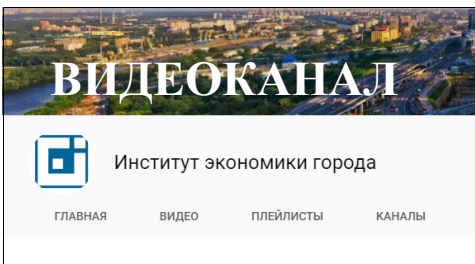 ВИДЕОКАНАЛ
Институт экономики города
ГЛАВНАЯ ВИДЕО ПЛЕЙЛИСТЫ КАНАЛЫ